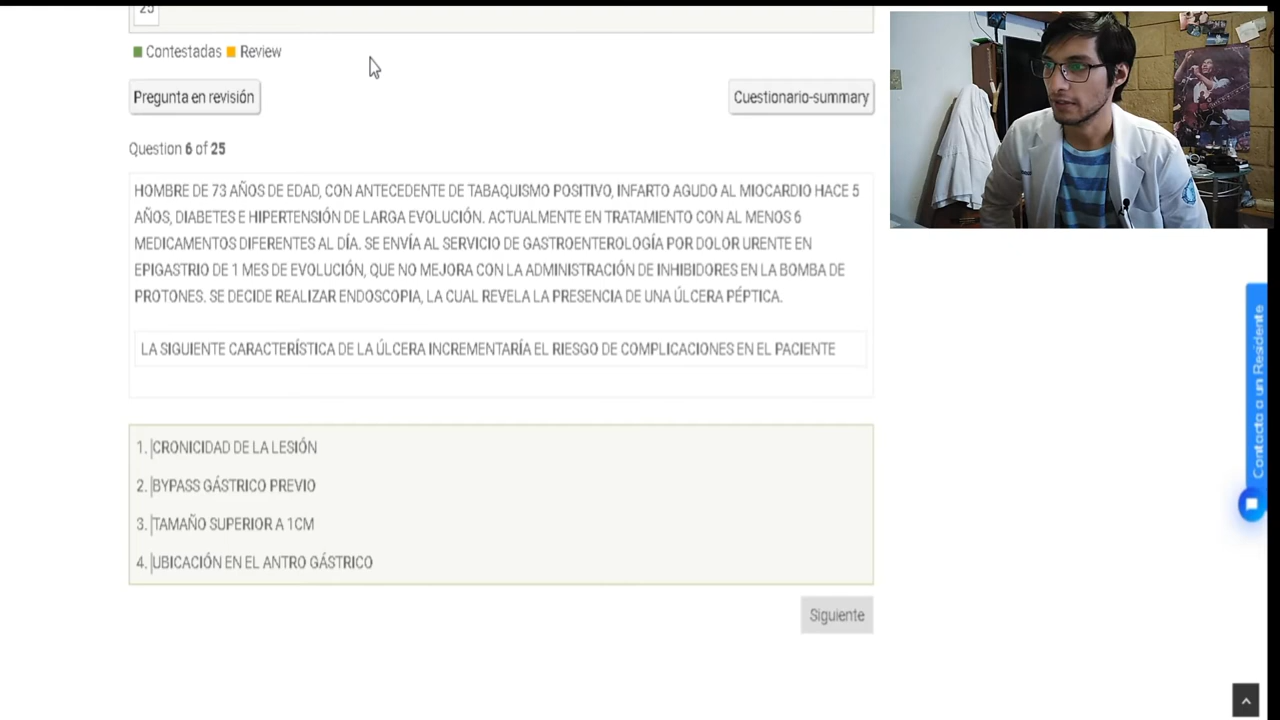 25
Contestadas Review
Pregunta en revisión
Cuestionario-summary
Question 6 of 25
HOMBRE DE 73 AÑOS DE EDAD, CON ANTECEDENTE DE TABAQUISMO POSITIVO, INFARTO AGUDO AL MIOCARDIO HACE 5
AÑOS, DIABETES E HIPERTENSIÓN DE LARGA EVOLUCIÓN. ACTUALMENTE EN TRATAMIENTO CON AL MENOS 6
MEDICAMENTOS DIFERENTES AL DÍA. SE ENVÍA AL SERVICIO DE GASTROENTEROLOGÍA POR DOLOR URENTE EN
EPIGASTRIO DE 1 MES DE EVOLUCIÓN, QUE NO MEJORA CON LA ADMINISTRACIÓN DE INHIBIDORES EN LA BOMBA DE
PROTONES. SE DECIDE REALIZAR ENDOSCOPIA, LA CUAL REVELA LA PRESENCIA DE UNA ÚLCERA PÉPTICA.
LA SIGUIENTE CARACTERÍSTICA DE LA ÚLCERA INCREMENTARÍA EL RIESGO DE COMPLICACIONES EN EL PACIENTE
1. CRONICIDAD DE LA LESIÓN
2. BYPASS GÁSTRICO PREVIO
3. TAMAÑO SUPERIOR A 1CM
4. UBICACIÓN EN EL ANTRO GÁSTRICO
Siguiente
Contacta a un Residente